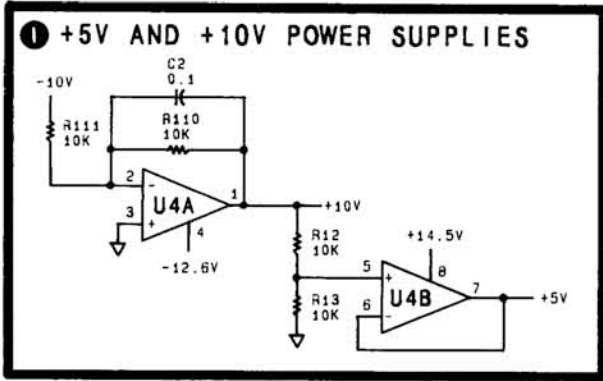 1 +5V AND +10V POWER SUPPLIES
C2
0.1
-10V
R110
10K
R111
10K
2
-
U4A
1
3
+
4
-12.6V
+10V
R12
10K
+14.5V
5
+
8
U4B
7
+5V
6
-
R13
10K